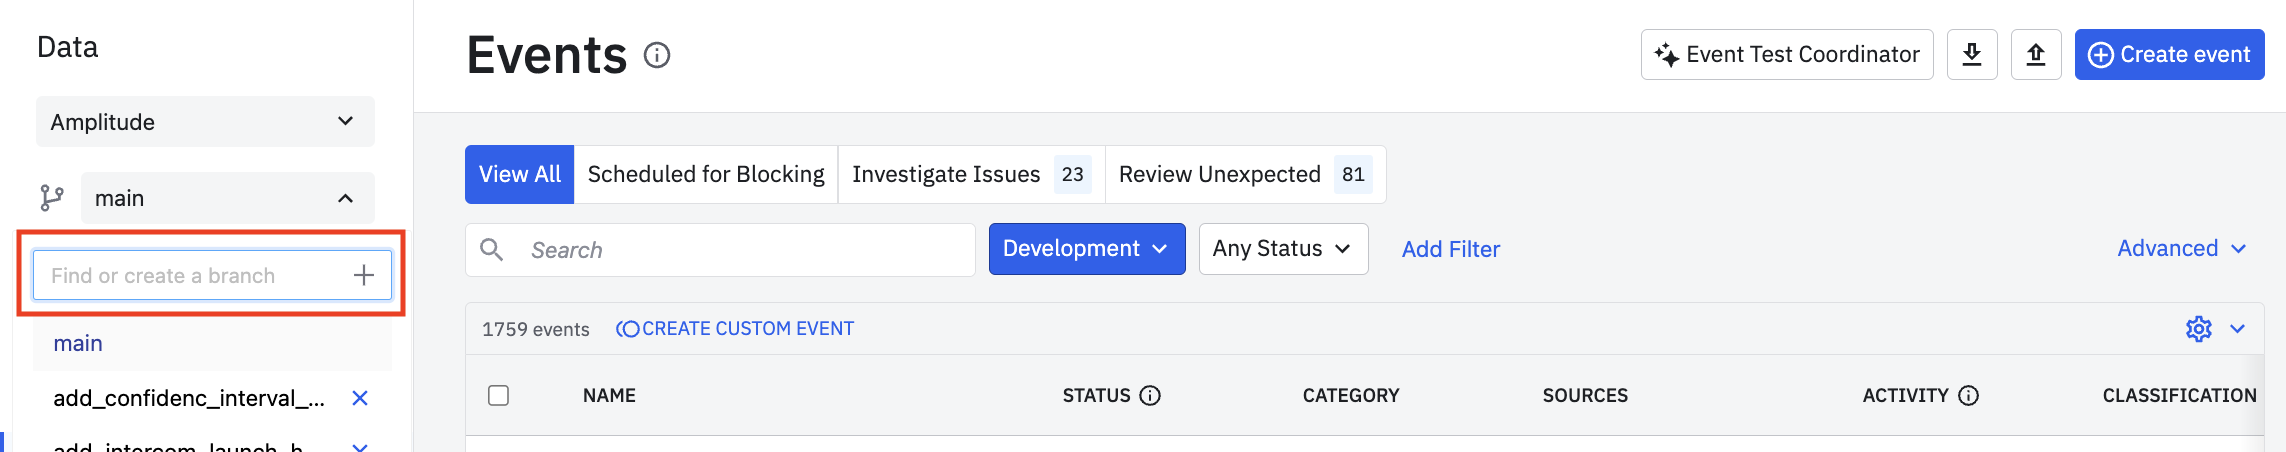 Data
Amplitude
main
Find or create a branch
main
add_confidenc_interval_...
add_intercom_launch_b
Events
Event Test Coordinator
Create event
View All
Scheduled for Blocking
Investigate Issues 23
Review Unexpected 81
Search
Development
Any Status
Add Filter
Advanced
1759 events
CREATE CUSTOM EVENT
NAME
STATUS
CATEGORY
SOURCES
ACTIVITY
CLASSIFICATION